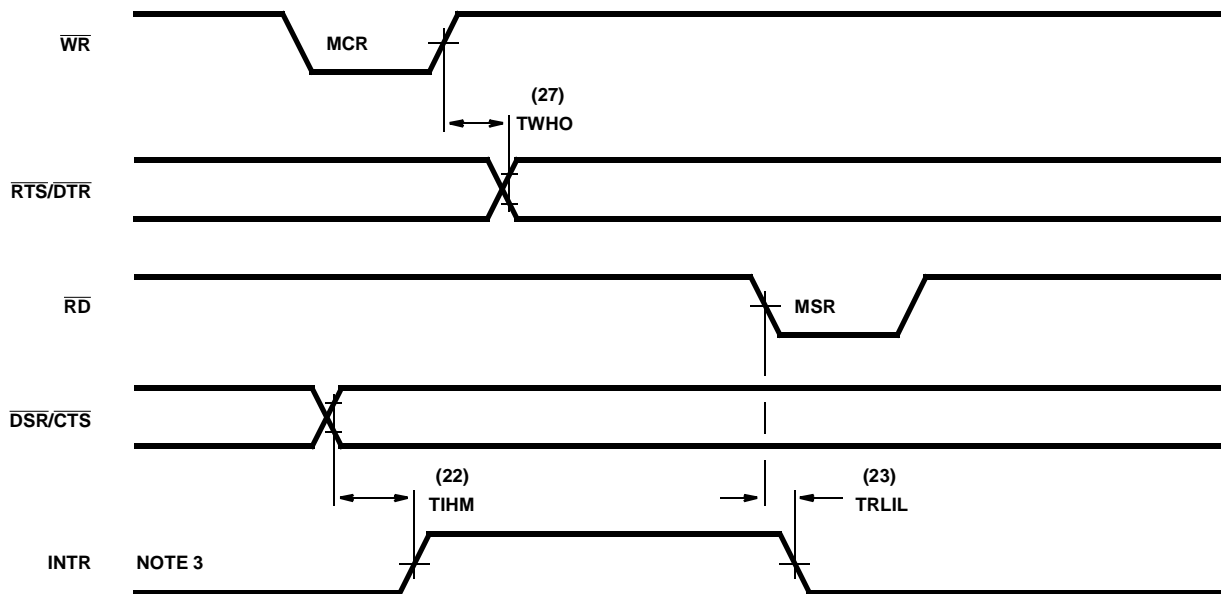 WR
MCR
(27)
TWHO
RTS/DTR
RD
MSR
DSR/CTS
(22)
TIHM
(23)
TRLIL
INTR
NOTE 3